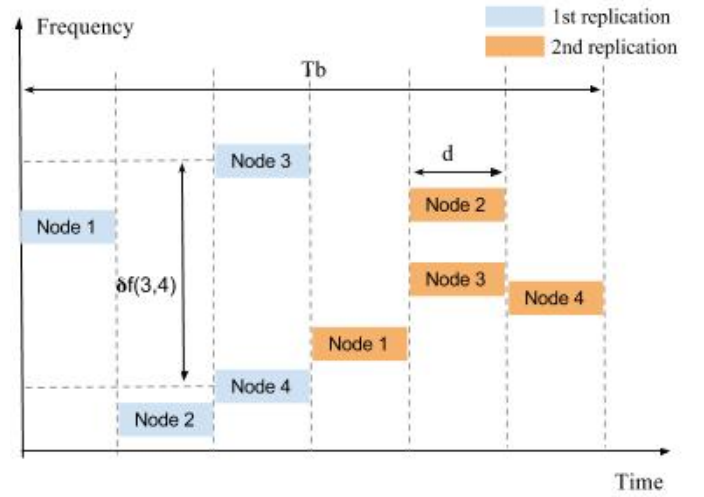 Frequency
1st replication
2nd replication
Tb
Node 3
d
Node 2
Node 1
δf(3,4)
Node 3
Node 4
Node 1
Node 4
Node 2
Time